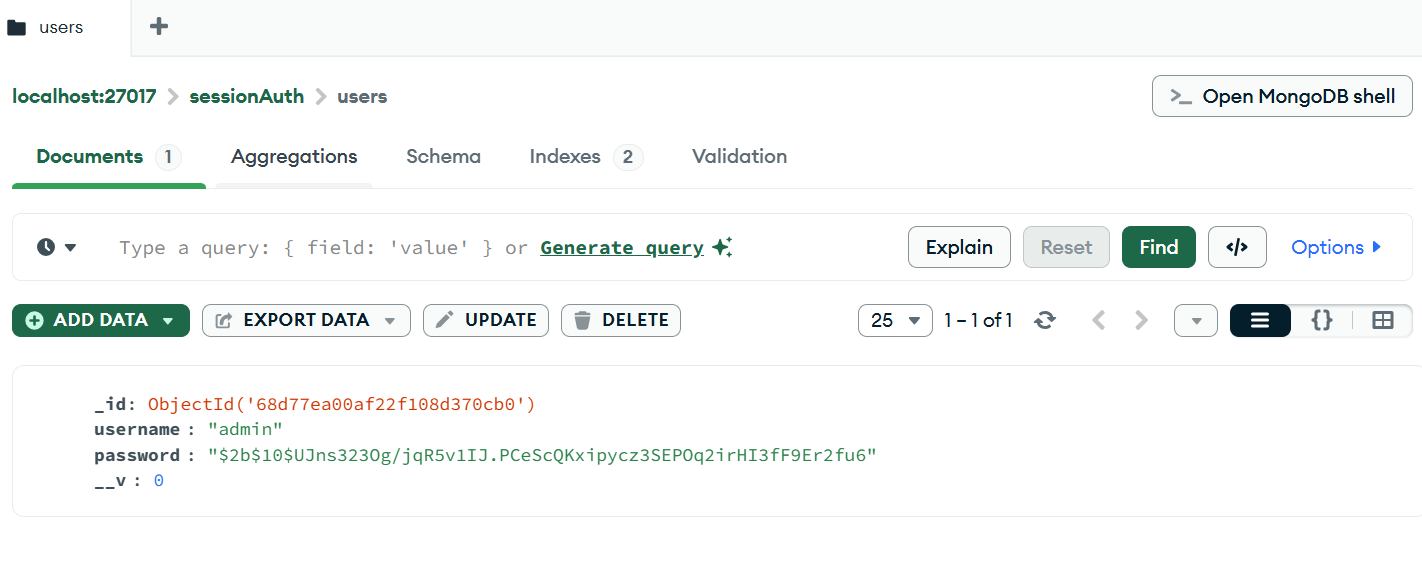 users
localhost:27017 > sessionAuth > users
>_ Open MongoDB shell
Documents 1 Aggregations Schema Indexes 2 Validation
Type a query: { field: 'value' } or Generate query
Explain Reset Find </> Options
ADD DATA EXPORT DATA UPDATE DELETE
25 1 – 1 of 1 {}
_id: ObjectId('68d77ea00af22f108d370cb0')
username : "admin"
password : "$2b$10$UJns323Og/jqR5v1IJ.PCeScQKxipycz3SEPOq2irHI3fF9Er2fu6"
__v : 0